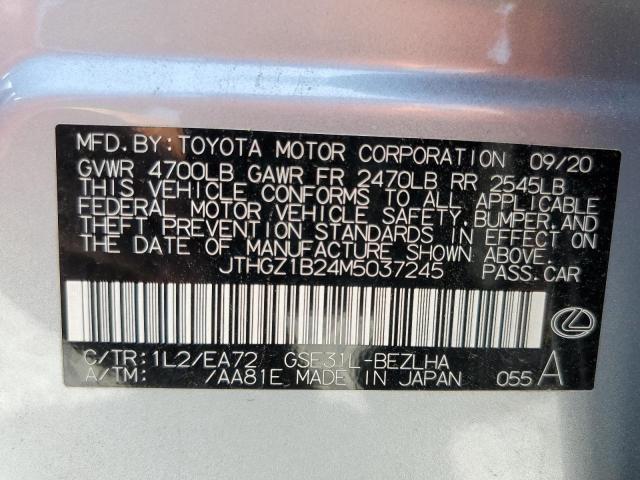 MFD.BY:TOYOTA MOTOR CORPORATION 09/20
GVWR 4700LB GAWR FR 2470LB RR 2545LB
THIS VEHICLE CONFORMS TO ALL APPLICABLE
FEDERAL MOTOR VEHICLE SAFETY,BUMPER,AND
THEFT PREVENTION STANDARDS IN EFFECT ON
THE DATE OF MANUFACTURE SHOWN ABOVE.
JTHGZ1B24M5037245 PASS.CAR
C/TR:1L2/EA72 GSE31L-BEZLHA
A/TM: /AA81E MADE IN JAPAN 055 A